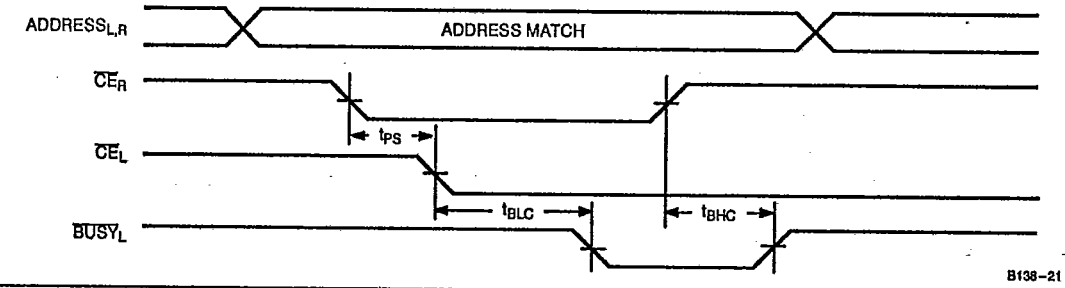 ADDRESSL,R
ADDRESS MATCH
CER
tPS
CEL
tBLC
tBHC
BUSYL
B138-21